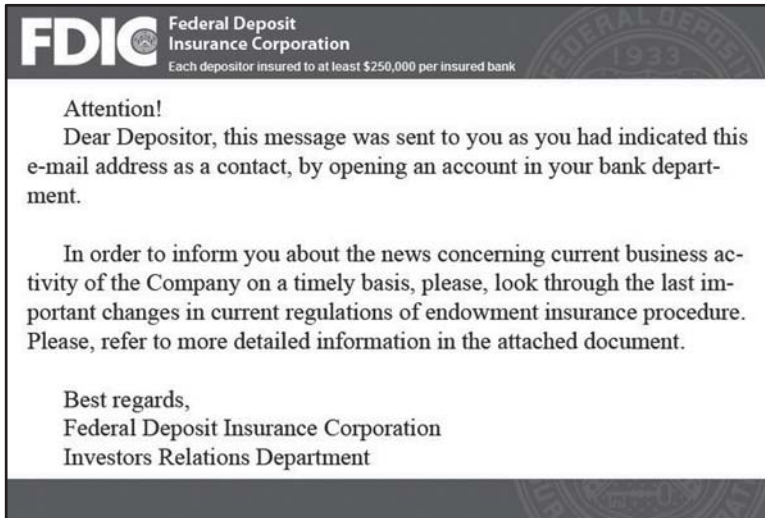 FDIC
Federal Deposit
Insurance Corporation
Each depositor insured to at least $250,000 per insured bank
FEDERAL DEPOS
1933
Attention!
Dear Depositor, this message was sent to you as you had indicated this
e-mail address as a contact, by opening an account in your bank depart-
ment.
In order to inform you about the news concerning current business ac-
tivity of the Company on a timely basis, please, look through the last im-
portant changes in current regulations of endowment insurance procedure.
Please, refer to more detailed information in the attached document.
Best regards,
Federal Deposit Insurance Corporation
Investors Relations Department